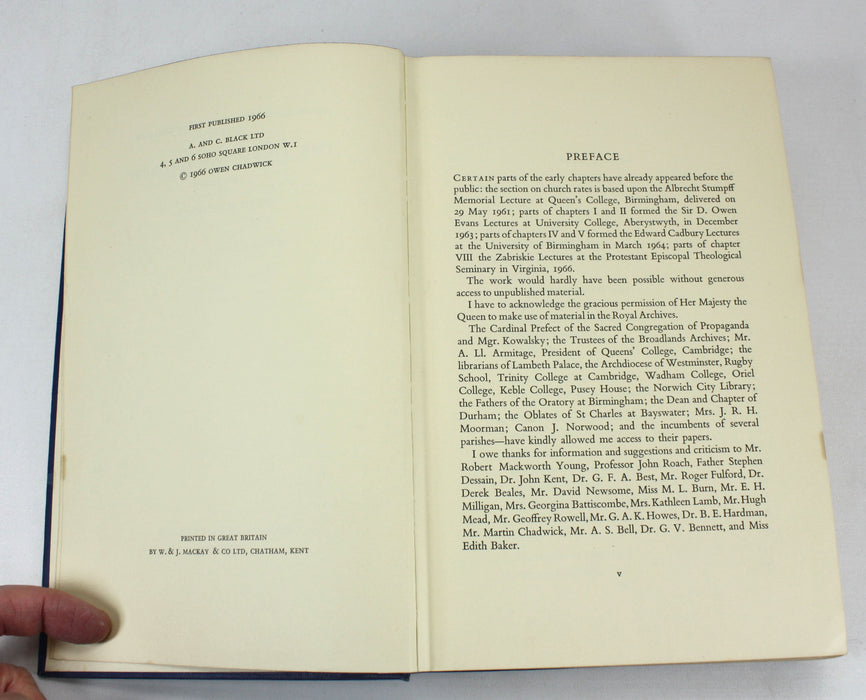 FIRST PUBLISHED 1966
A. AND C. BLACK LTD
4, 5 AND 6 SOHO SQUARE LONDON W.1
© 1966 OWEN CHADWICK
PRINTED IN GREAT BRITAIN
BY W. & J. MACKAY & CO LTD, CHATHAM, KENT
PREFACE
CERTAIN parts of the early chapters have already appeared before the
public: the section on church rates is based upon the Albrecht Stumpff
Memorial Lecture at Queen's College, Birmingham, delivered on
29 May 1961; parts of chapters I and II formed the Sir D. Owen
Evans Lectures at University College, Aberystwyth, in December
1963; parts of chapters IV and V formed the Edward Cadbury Lectures
at the University of Birmingham in March 1964; parts of chapter
VIII the Zabriskie Lectures at the Protestant Episcopal Theological
Seminary in Virginia, 1966.
The work would hardly have been possible without generous
access to unpublished material.
I have to acknowledge the gracious permission of Her Majesty the
Queen to make use of material in the Royal Archives.
The Cardinal Prefect of the Sacred Congregation of Propaganda
and Mgr. Kowalsky; the Trustees of the Broadlands Archives; Mr.
A. Ll. Armitage, President of Queens' College, Cambridge; the
librarians of Lambeth Palace, the Archdiocese of Westminster, Rugby
School, Trinity College at Cambridge, Wadham College, Oriel
College, Keble College, Pusey House; the Norwich City Library;
the Fathers of the Oratory at Birmingham; the Dean and Chapter of
Durham; the Oblates of St Charles at Bayswater; Mrs. J. R. H.
Moorman; Canon J. Norwood; and the incumbents of several
parishes—have kindly allowed me access to their papers.
I owe thanks for information and suggestions and criticism to Mr.
Robert Mackworth Young, Professor John Roach, Father Stephen
Dessain, Dr. John Kent, Dr. G. F. A. Best, Mr. Roger Fulford, Dr.
Derek Beales, Mr. David Newsome, Miss M. L. Burn, Mr. E. H.
Milligan, Mrs. Georgina Battiscombe, Mrs. Kathleen Lamb, Mr. Hugh
Mead, Mr. Geoffrey Rowell, Mr. G. A. K. Howes, Dr. B. E. Hardman,
Mr. Martin Chadwick, Mr. A. S. Bell, Dr. G. V. Bennett, and Miss
Edith Baker.
v